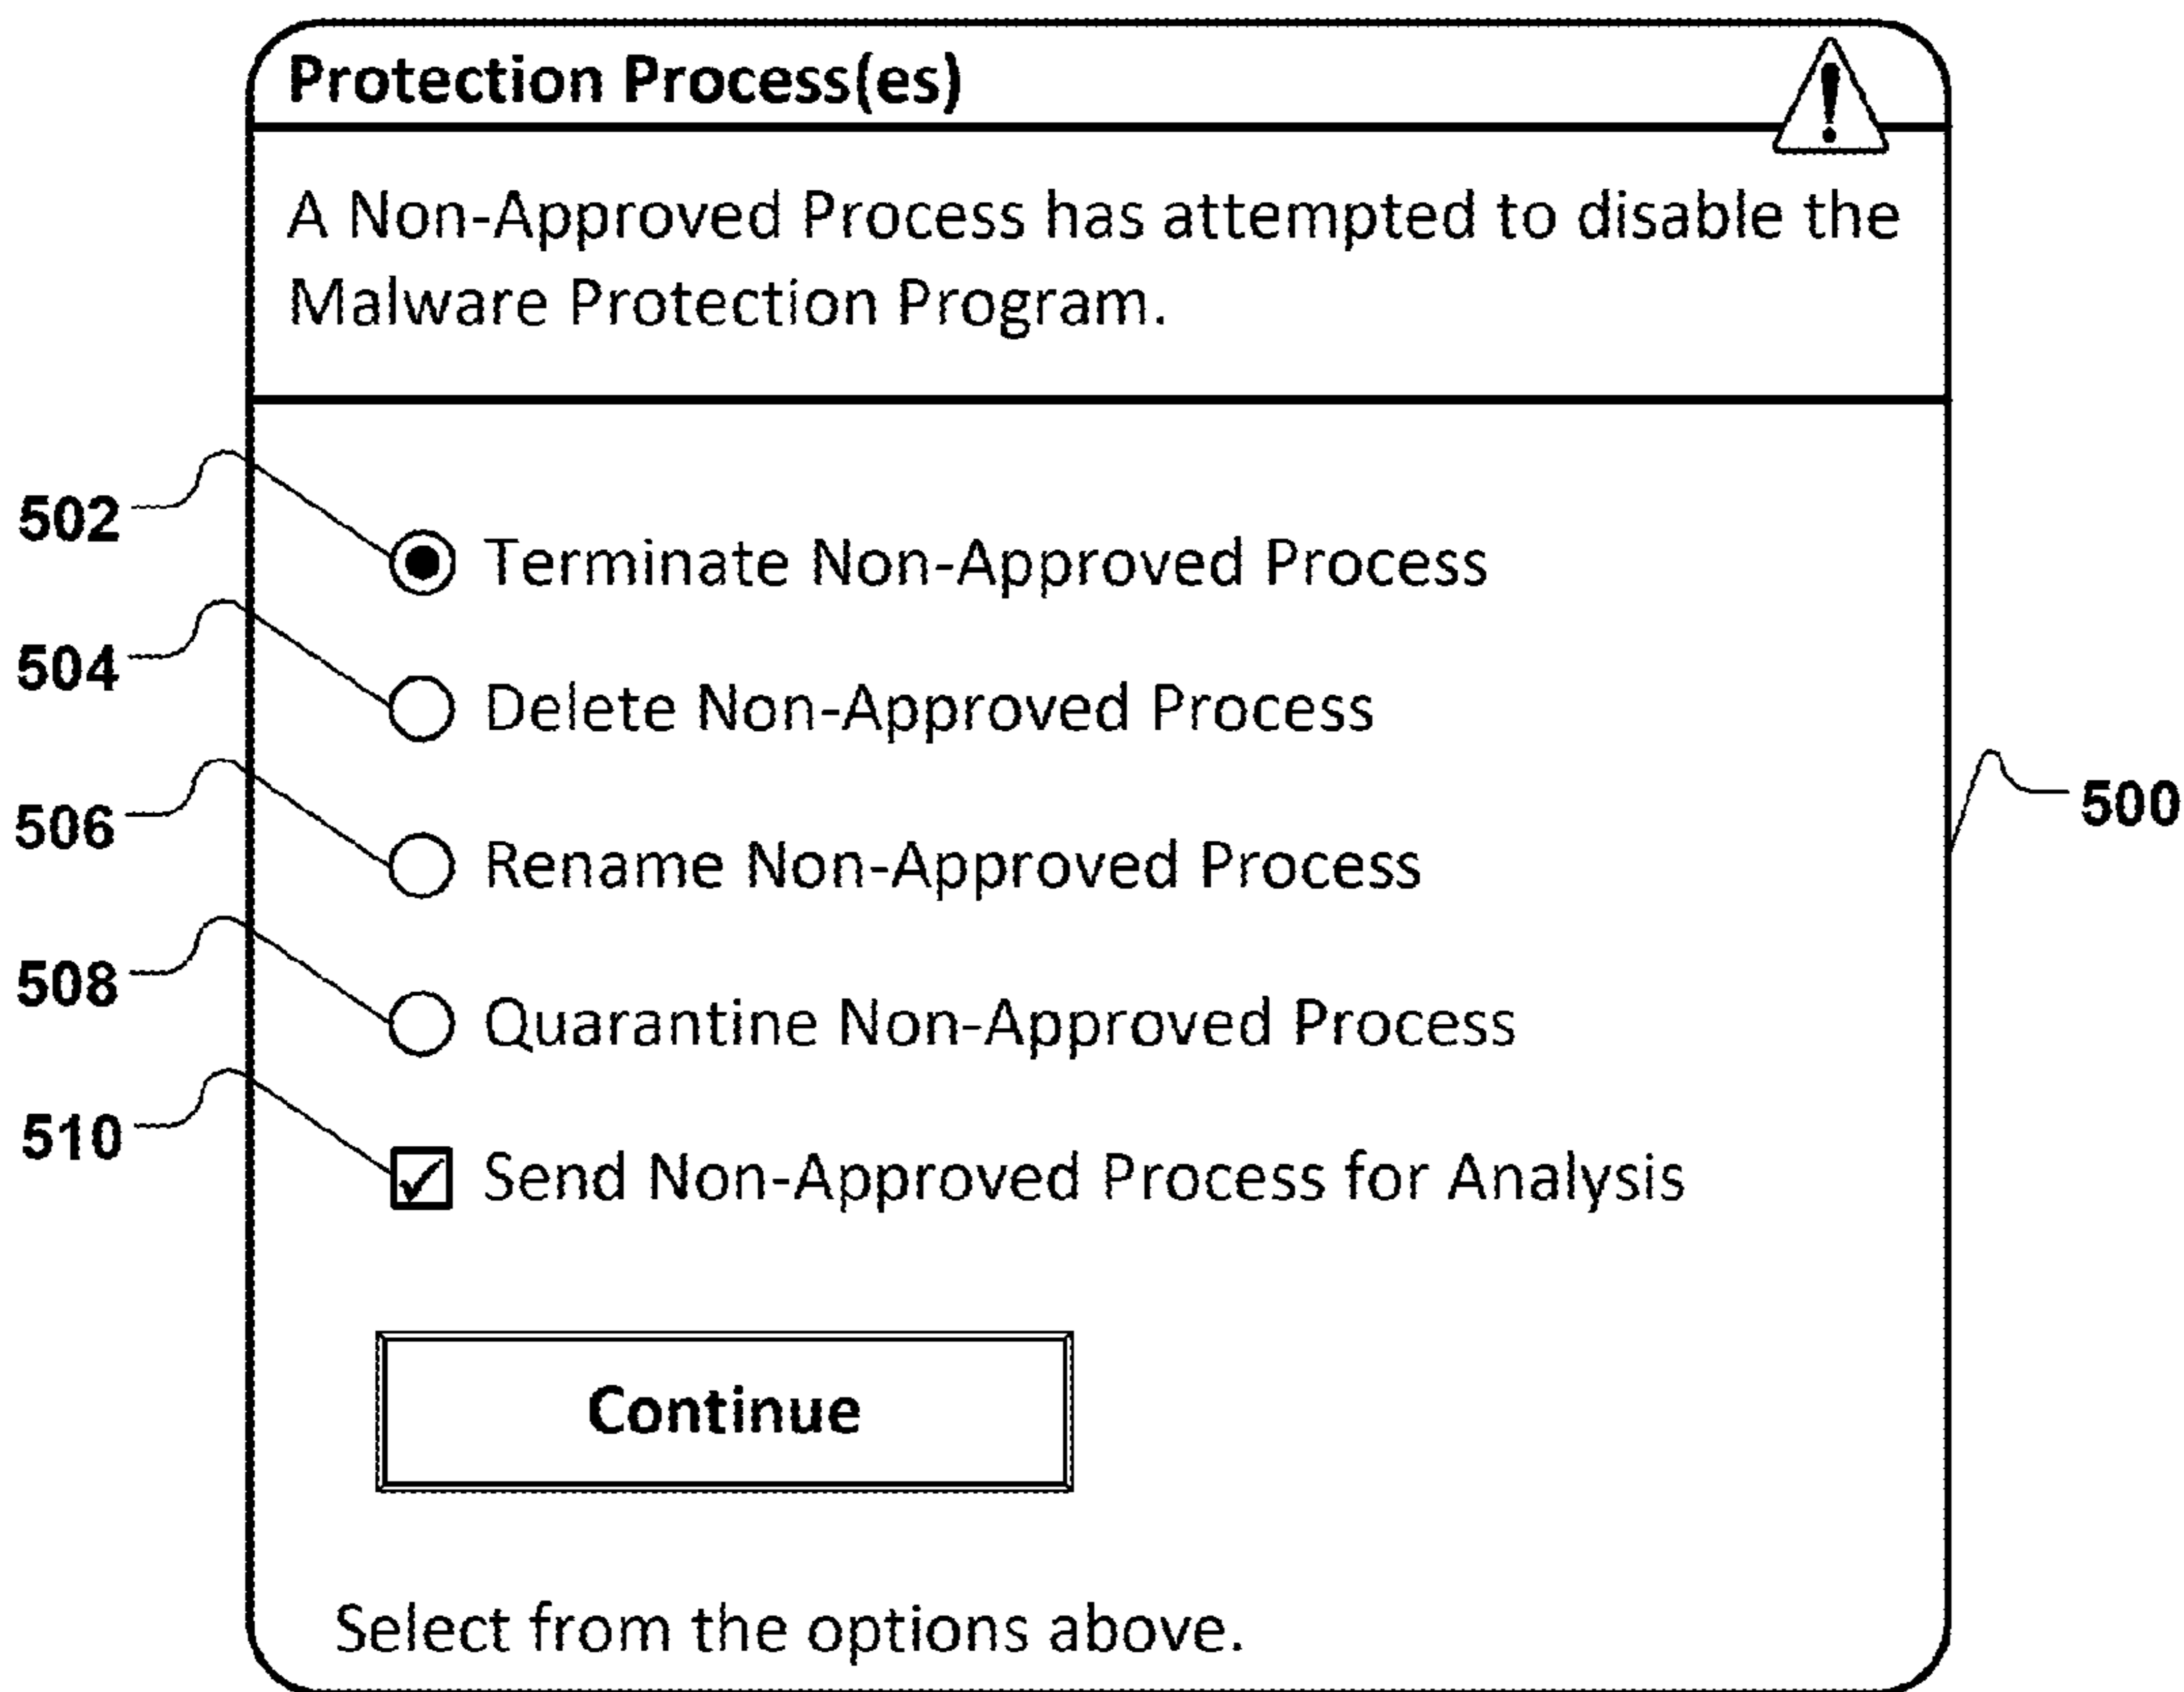 Protection Process(es)
A Non-Approved Process has attempted to disable the
Malware Protection Program.
502
Terminate Non-Approved Process
504
Delete Non-Approved Process
506
Rename Non-Approved Process
500
508
Quarantine Non-Approved Process
510
Send Non-Approved Process for Analysis
Continue
Select from the options above.